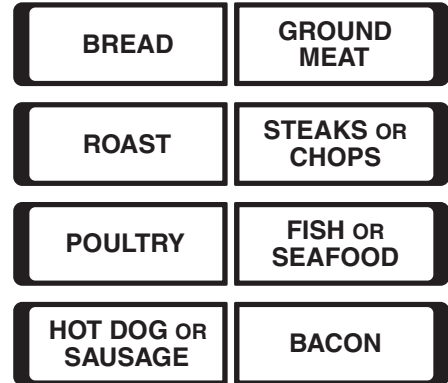 BREAD
GROUND
MEAT
ROAST
STEAKS OR
CHOPS
POULTRY
FISH OR
SEAFOOD
HOT DOG OR
SAUSAGE
BACON